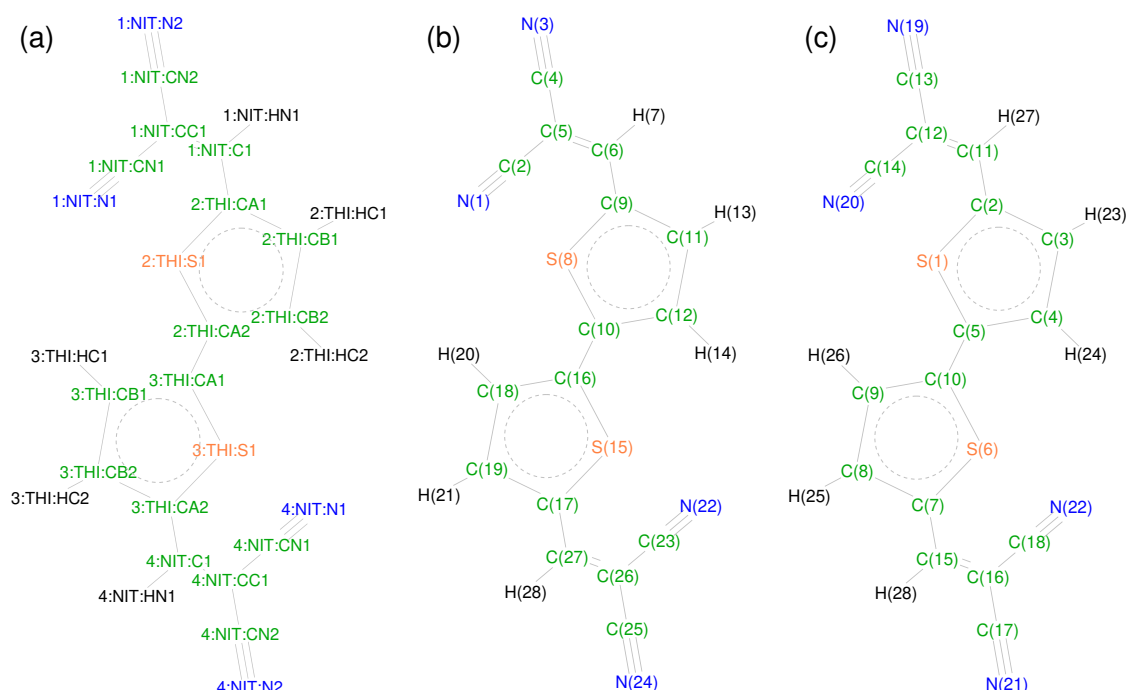 (a)
1:NIT:N2
1:NIT:CN2
1:NIT:HN1
1:NIT:CC1
1:NIT:C1
1:NIT:CN1
1:NIT:N1
2:THI:CA1
2:THI:HC1
2:THI:CB1
2:THI:S1
2:THI:CB2
2:THI:CA2
2:THI:HC2
3:THI:HC1
3:THI:CA1
3:THI:CB1
3:THI:S1
3:THI:CB2
3:THI:HC2
3:THI:CA2
4:NIT:N1
4:NIT:CN1
4:NIT:C1
4:NIT:CC1
4:NIT:HN1
4:NIT:CN2
4:NIT:N2
(b)
N(3)
C(4)
H(7)
C(5)
C(6)
C(2)
N(1)
C(9)
H(13)
C(11)
S(8)
C(12)
C(10)
H(14)
H(20)
C(16)
C(18)
S(15)
C(19)
H(21)
C(17)
N(22)
C(23)
C(27)
C(26)
H(28)
C(25)
N(24)
(c)
N(19)
C(13)
H(27)
C(12)
C(11)
C(14)
N(20)
C(2)
H(23)
C(3)
S(1)
C(4)
C(5)
H(24)
H(26)
C(10)
C(9)
S(6)
C(8)
H(25)
C(7)
N(22)
C(18)
C(15)
C(16)
H(28)
C(17)
N(21)